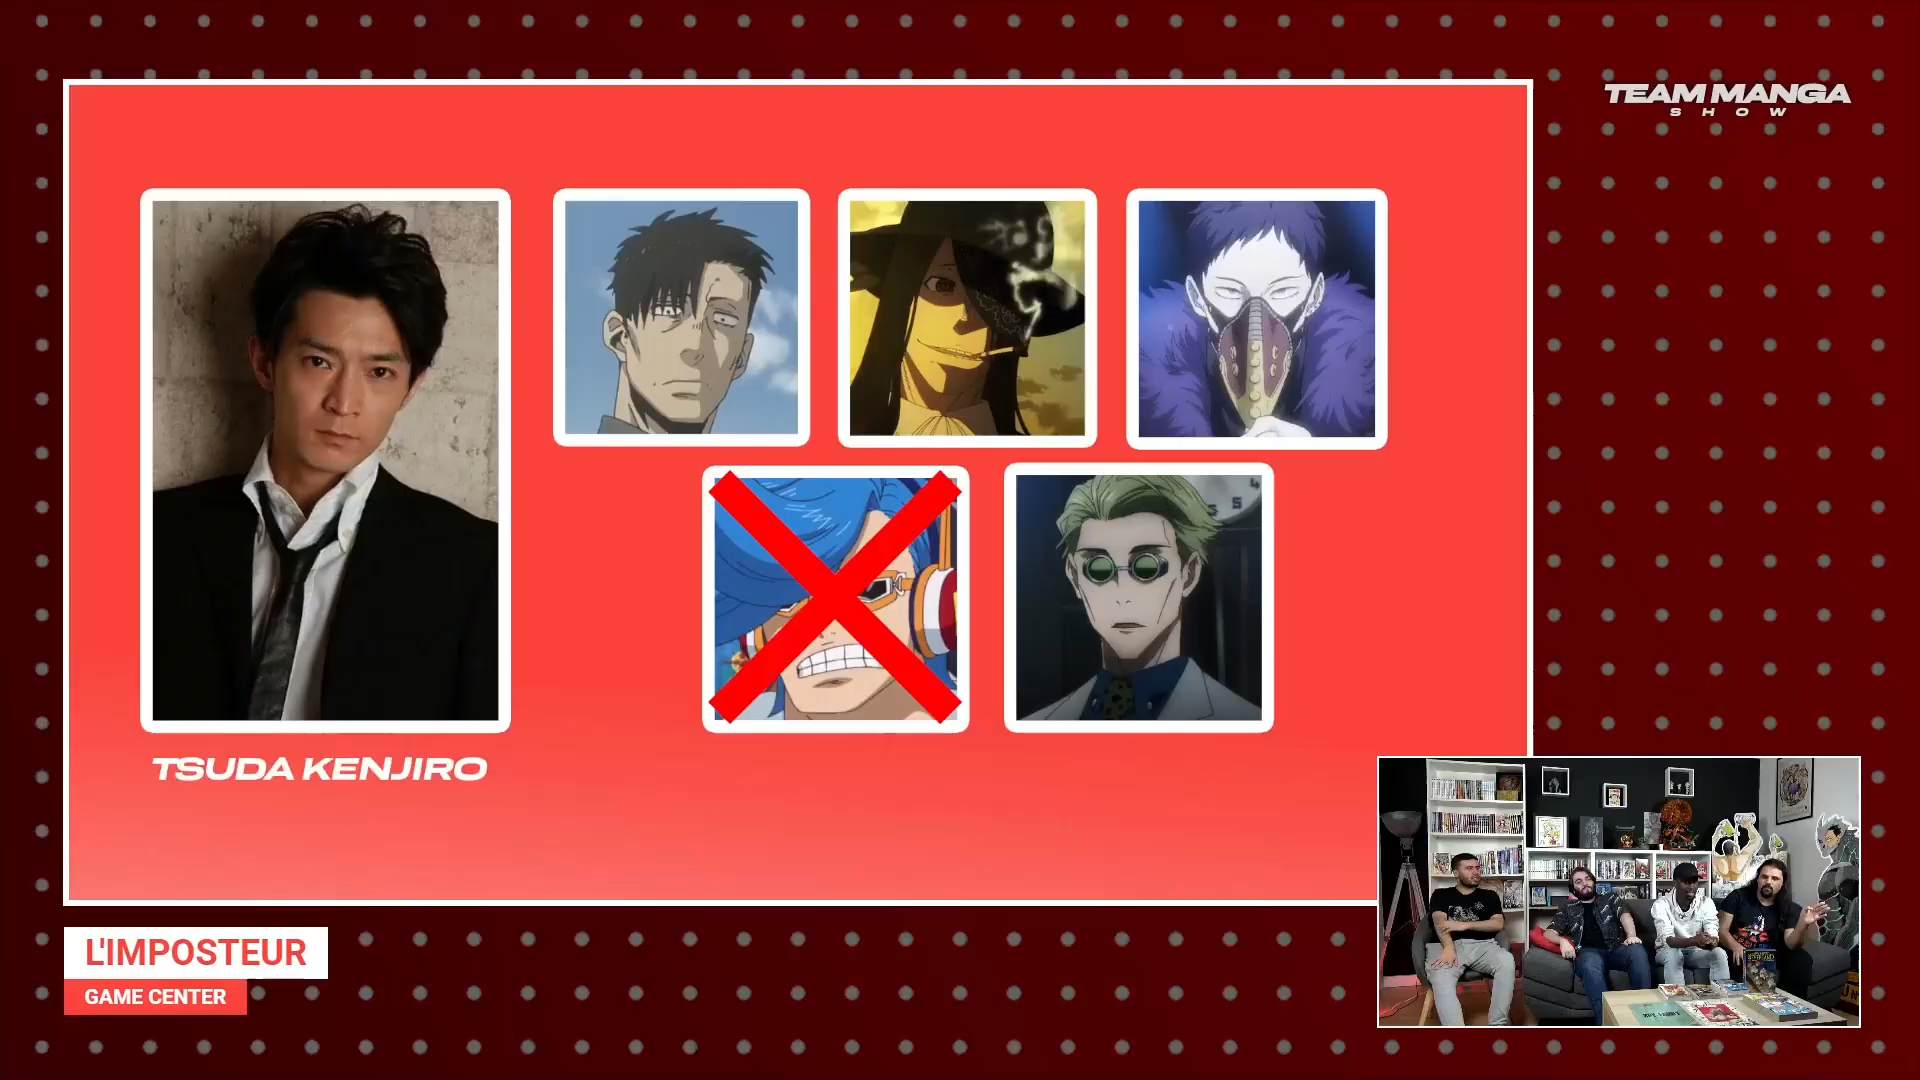 TEAM MANGA
SHOW
TSUDA KENJIRO
L'IMPOSTEUR
GAME CENTER